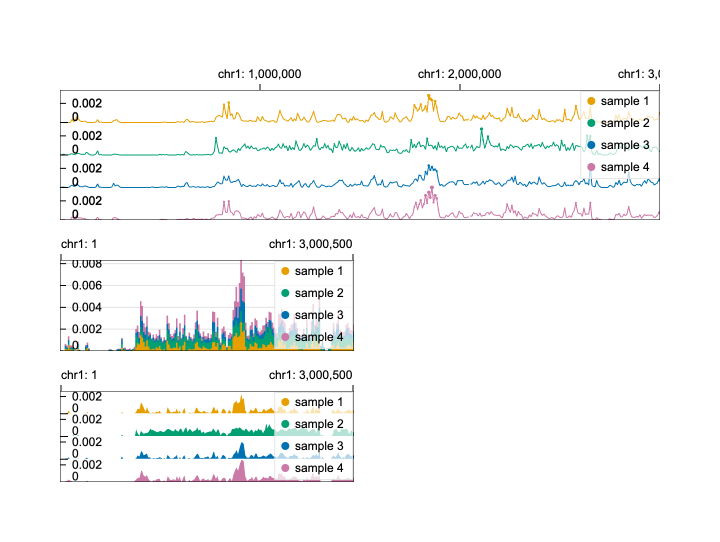 chr1: 1,000,000 chr1: 2,000,000 chr1: 3,0
0.002 sample 1
0
0.002 sample 2
0
0.002 sample 3
0
0.002 sample 4
0
chr1: 1 chr1: 3,000,500
0.008 sample 1
0.006 sample 2
0.004 sample 3
0.002 sample 4
0
chr1: 1 chr1: 3,000,500
0.002 sample 1
0
0.002 sample 2
0
0.002 sample 3
0
0.002 sample 4
0